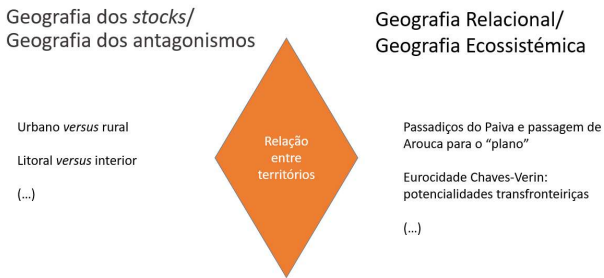 Geografia dos stocks/
Geografia dos antagonismos
Urbano versus rural
Litoral versus interior
(...)
Relação
entre
territórios
Geografia Relacional/
Geografia Ecossistémica
Passadiços do Paiva e passagem de
Arouca para o “plano”
Eurocidade Chaves-Verin:
potencialidades transfronteiriças
(...)